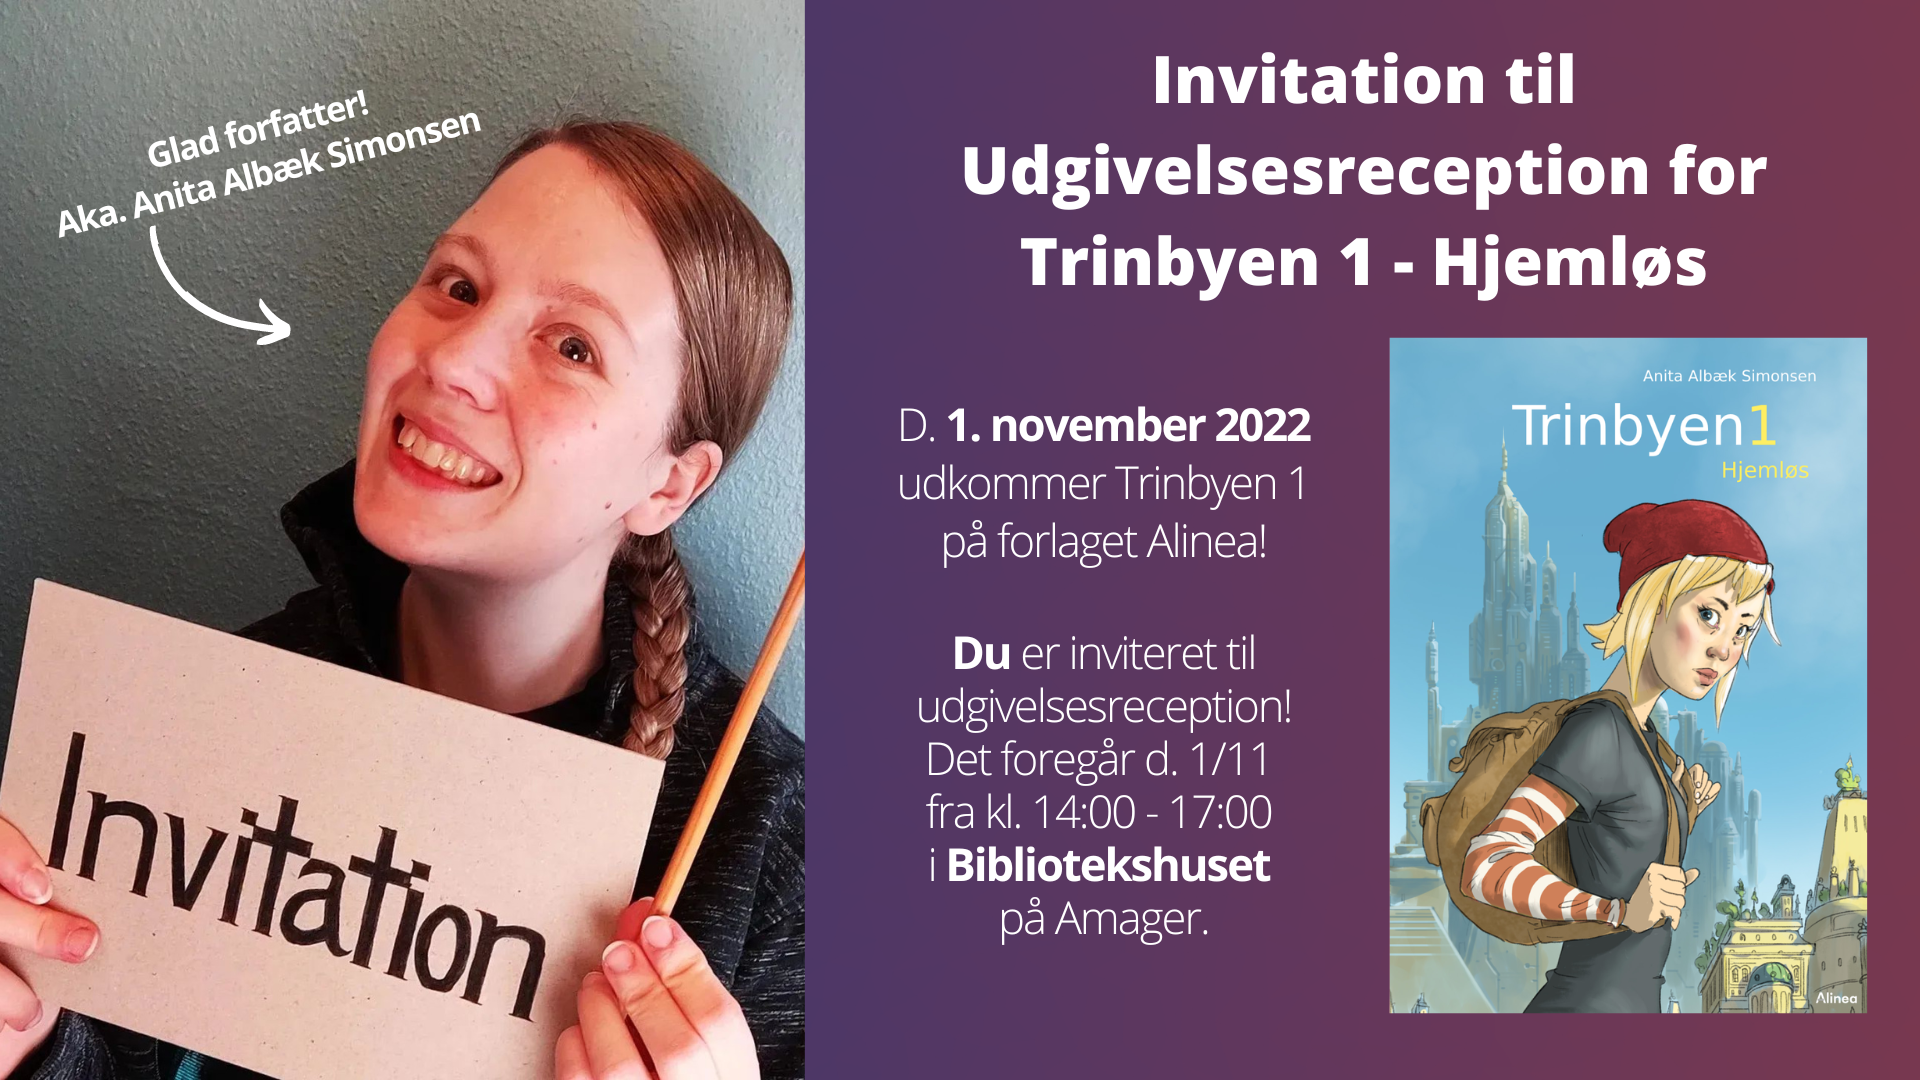 Glad forfatter!
Aka. Anita Albæk Simonsen
Invitation
Invitation til
Udgivelsesreception for
Trinbyen 1 - Hjemløs
D. 1. november 2022
udkommer Trinbyen 1
på forlaget Alinea!
Du er inviteret til
udgivelsesreception!
Det foregår d. 1/11
fra kl. 14:00 - 17:00
i Bibliotekshuset
på Amager.
Anita Albæk Simonsen
Trinbyen1
Hjemløs
Alinea